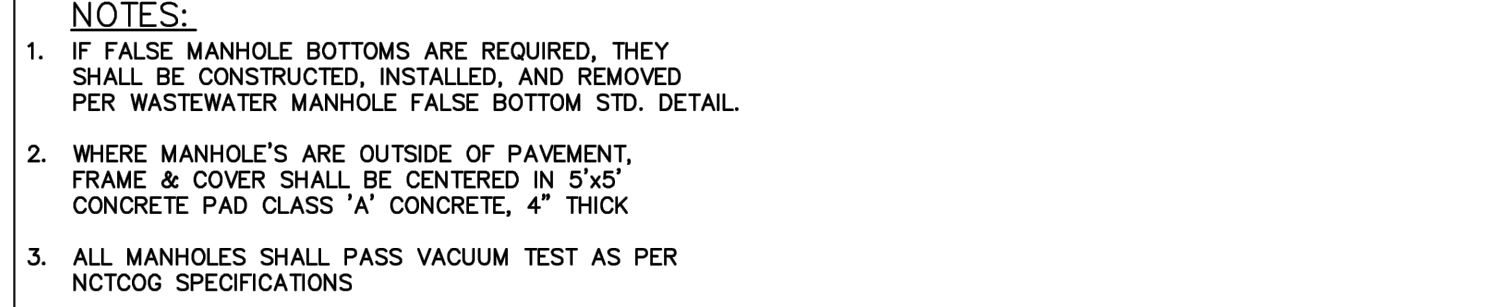 NOTES:
1. IF FALSE MANHOLE BOTTOMS ARE REQUIRED, THEY
SHALL BE CONSTRUCTED, INSTALLED, AND REMOVED
PER WASTEWATER MANHOLE FALSE BOTTOM STD. DETAIL.
2. WHERE MANHOLE'S ARE OUTSIDE OF PAVEMENT,
FRAME & COVER SHALL BE CENTERED IN 5'x5'
CONCRETE PAD CLASS 'A' CONCRETE, 4" THICK
3. ALL MANHOLES SHALL PASS VACUUM TEST AS PER
NCTCOG SPECIFICATIONS